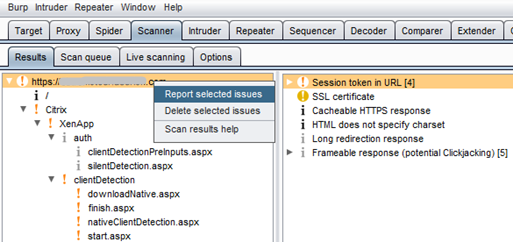 Burp Intruder Repeater Window Help
Target Proxy Spider Scanner Intruder Repeater Sequencer Decoder Comparer Extender
Results Scan queue Live scanning Options
https:// .com
/
Citrix
XenApp
auth
clientDetectionPreInputs.aspx
silentDetection.aspx
clientDetection
downloadNative.aspx
finish.aspx
nativeClientDetection.aspx
start.aspx
Report selected issues
Delete selected issues
Scan results help
Session token in URL [4]
SSL certificate
Cacheable HTTPS response
HTML does not specify charset
Long redirection response
Frameable response (potential Clickjacking) [5]